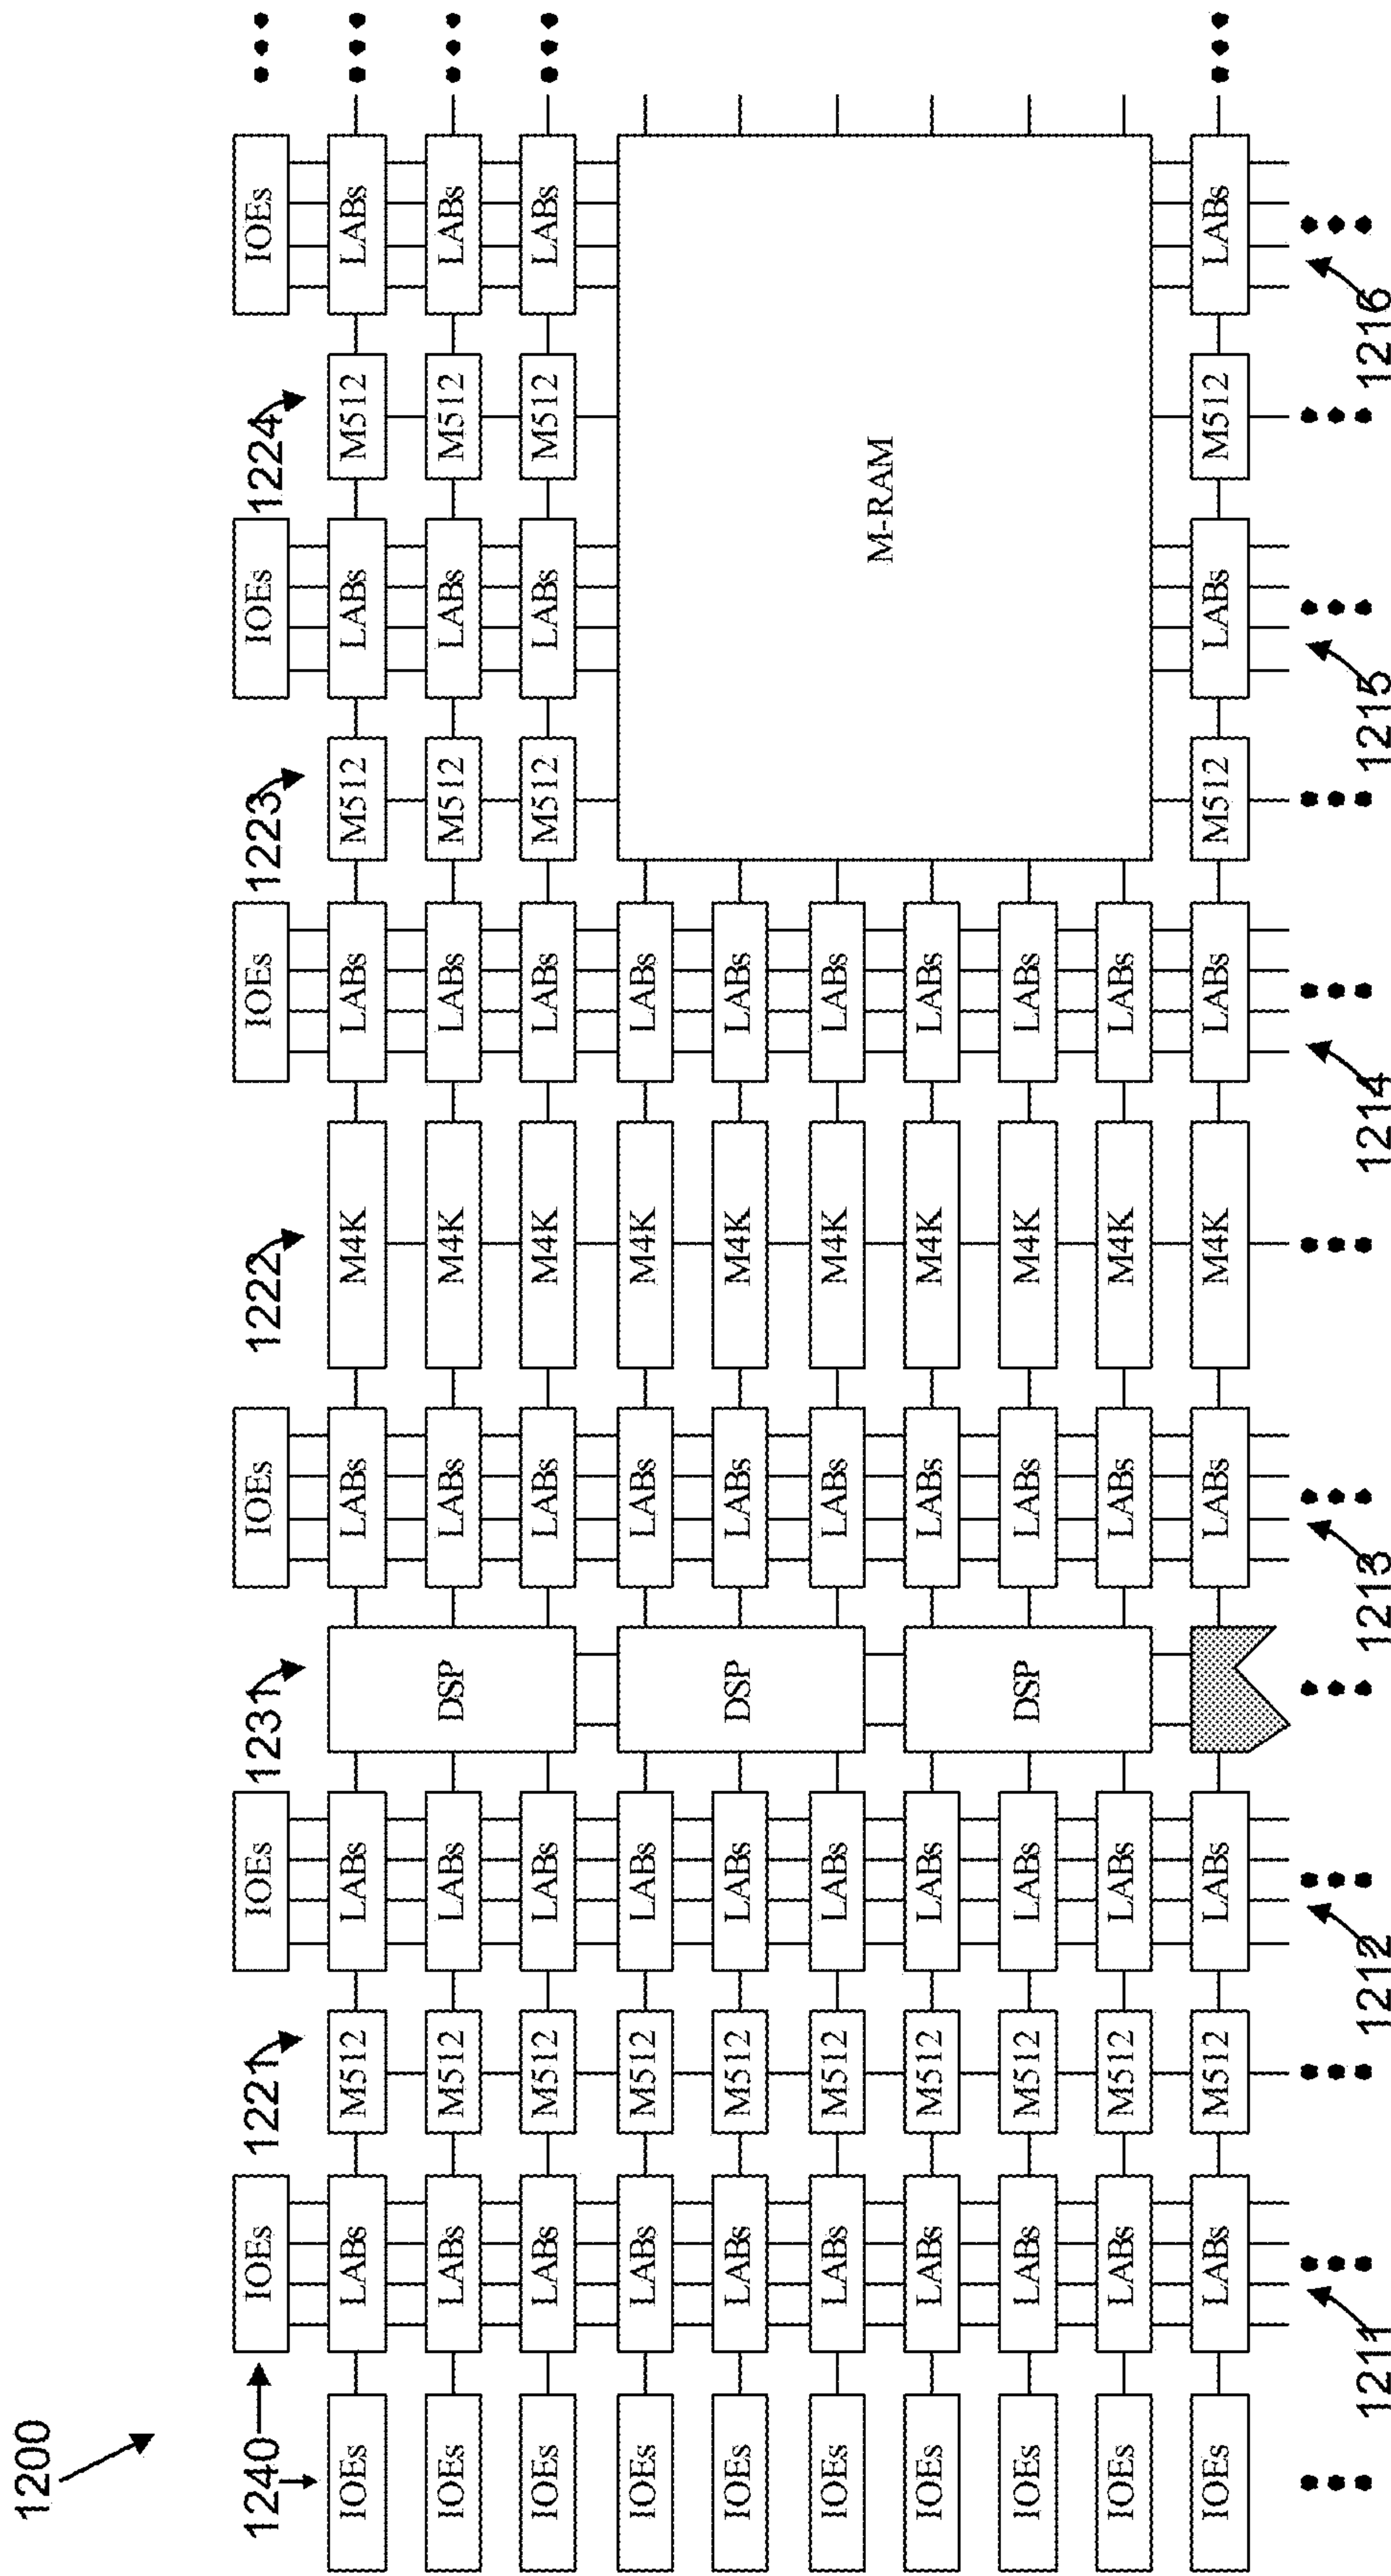 1200
1240 IOEs 1221 IOEs 1231 IOEs 1222 IOEs 1223 IOEs 1224 IOEs
IOEs LABs M512 LABs LABs M4K LABs M512 LABs M512 LABs
IOEs LABs M512 LABs DSP LABs M4K LABs M512 LABs M512 LABs
IOEs LABs M512 LABs LABs M4K LABs M512 LABs M512 LABs
IOEs LABs M512 LABs LABs M4K LABs
IOEs LABs M512 LABs DSP LABs M4K LABs
IOEs LABs M512 LABs LABs M4K LABs
M-RAM
IOEs LABs M512 LABs LABs M4K LABs
IOEs LABs M512 LABs DSP LABs M4K LABs
IOEs LABs M512 LABs LABs M4K LABs
IOEs LABs M512 LABs LABs M4K LABs M512 LABs M512 LABs
1211 1212 1213 1214 1215 1216